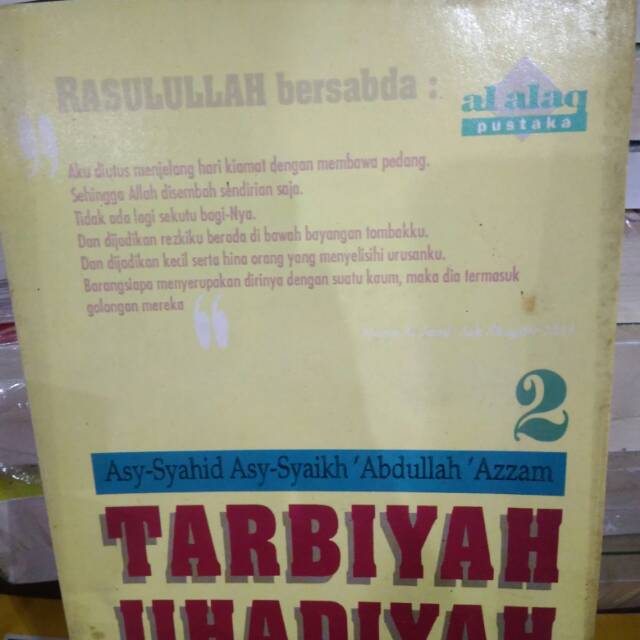 RASULULLAH bersabda :
al alaq
pustaka
Aku diutus menjelang hari kiamat dengan membawa pedang.
Sehingga Allah disembah sendirian saja.
Tidak ada lagi sekutu bagi-Nya.
Dan dijadikan rezkiku berada di bawah bayangan tombakku.
Dan dijadikan kecil serta hina orang yang menyelisihi urusanku.
Barangsiapa menyerupakan dirinya dengan suatu kaum, maka dia termasuk
golongan mereka
2
Asy-Syahid Asy-Syaikh 'Abdullah 'Azzam
TARBIYAH
JIHADIYAH